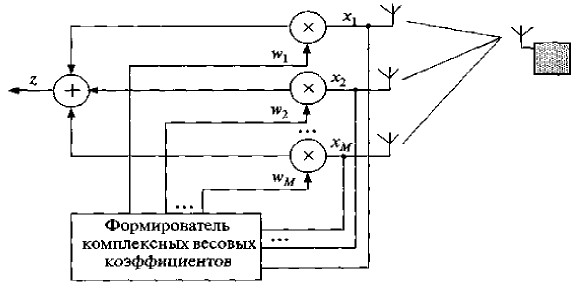 x1
w1
z
x2
w2
...
xM
wM
...
Формирователь
комплексных весовых
коэффициентов
...